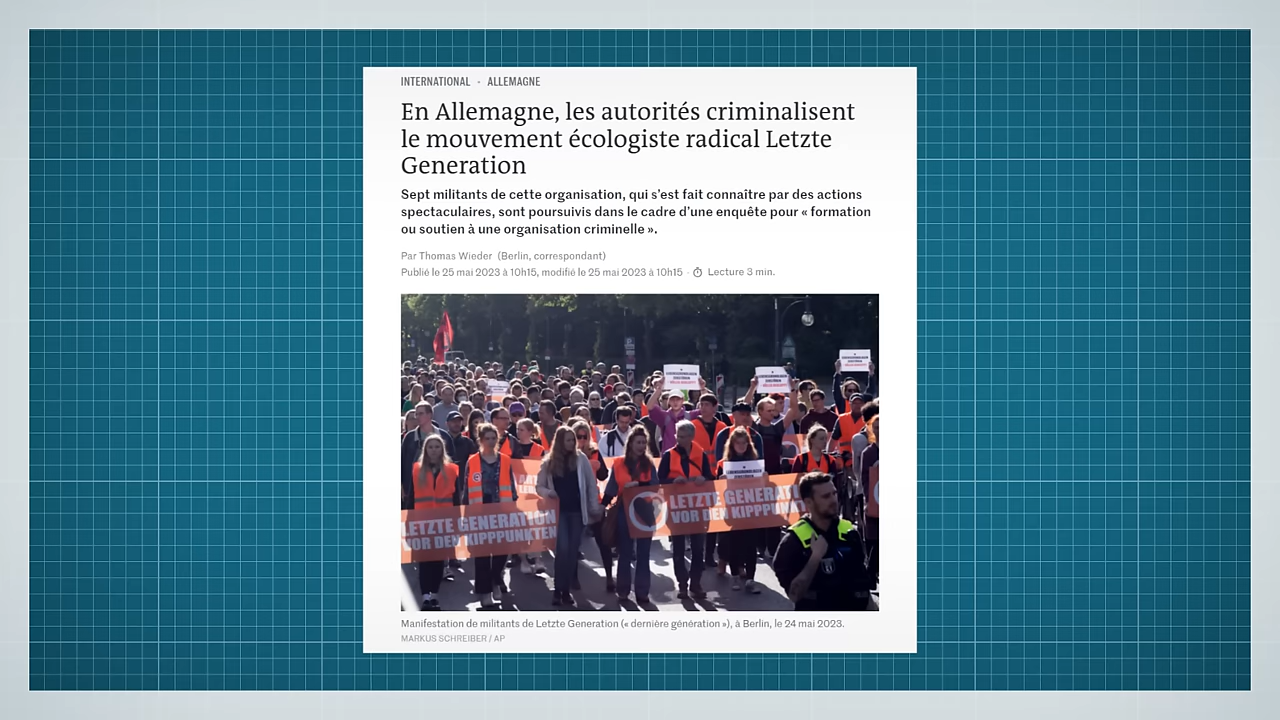 INTERNATIONAL • ALLEMAGNE
En Allemagne, les autorités criminalisent
le mouvement écologiste radical Letzte
Generation
Sept militants de cette organisation, qui s'est fait connaître par des actions
spectaculaires, sont poursuivis dans le cadre d'une enquête pour « formation
ou soutien à une organisation criminelle ».
Par Thomas Wieder (Berlin, correspondant)
Publié le 25 mai 2023 à 10h15, modifié le 25 mai 2023 à 10h15 · Lecture 3 min.
LETZTE GENERATION
VOR DEN KIPPPUNKTEN
LETZTE GENERATI
VOR DEN KIPPPUNKT
Manifestation de militants de Letzte Generation (« dernière génération »), à Berlin, le 24 mai 2023.
MARKUS SCHREIBER / AP